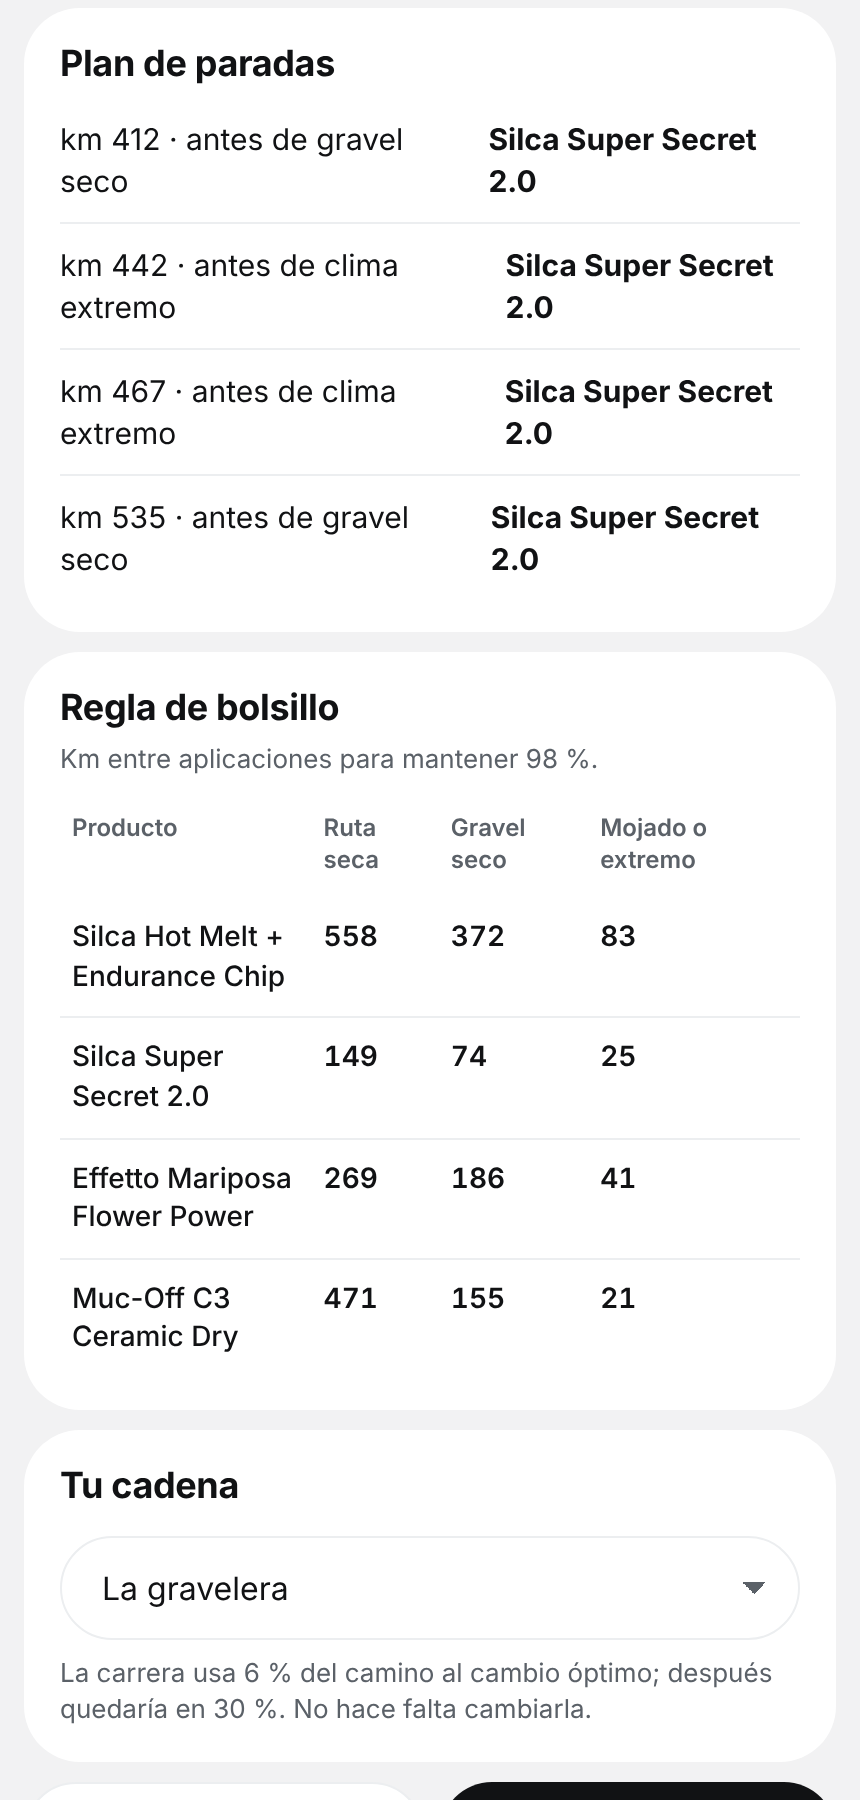 Plan de paradas
km 412 · antes de gravel seco
Silca Super Secret 2.0
km 442 · antes de clima extremo
Silca Super Secret 2.0
km 467 · antes de clima extremo
Silca Super Secret 2.0
km 535 · antes de gravel seco
Silca Super Secret 2.0
Regla de bolsillo
Km entre aplicaciones para mantener 98 %.
Producto Ruta seca Gravel seco Mojado o extremo
Silca Hot Melt + Endurance Chip 558 372 83
Silca Super Secret 2.0 149 74 25
Effetto Mariposa Flower Power 269 186 41
Muc-Off C3 Ceramic Dry 471 155 21
Tu cadena
La gravelera
La carrera usa 6 % del camino al cambio óptimo; después
quedaría en 30 %. No hace falta cambiarla.